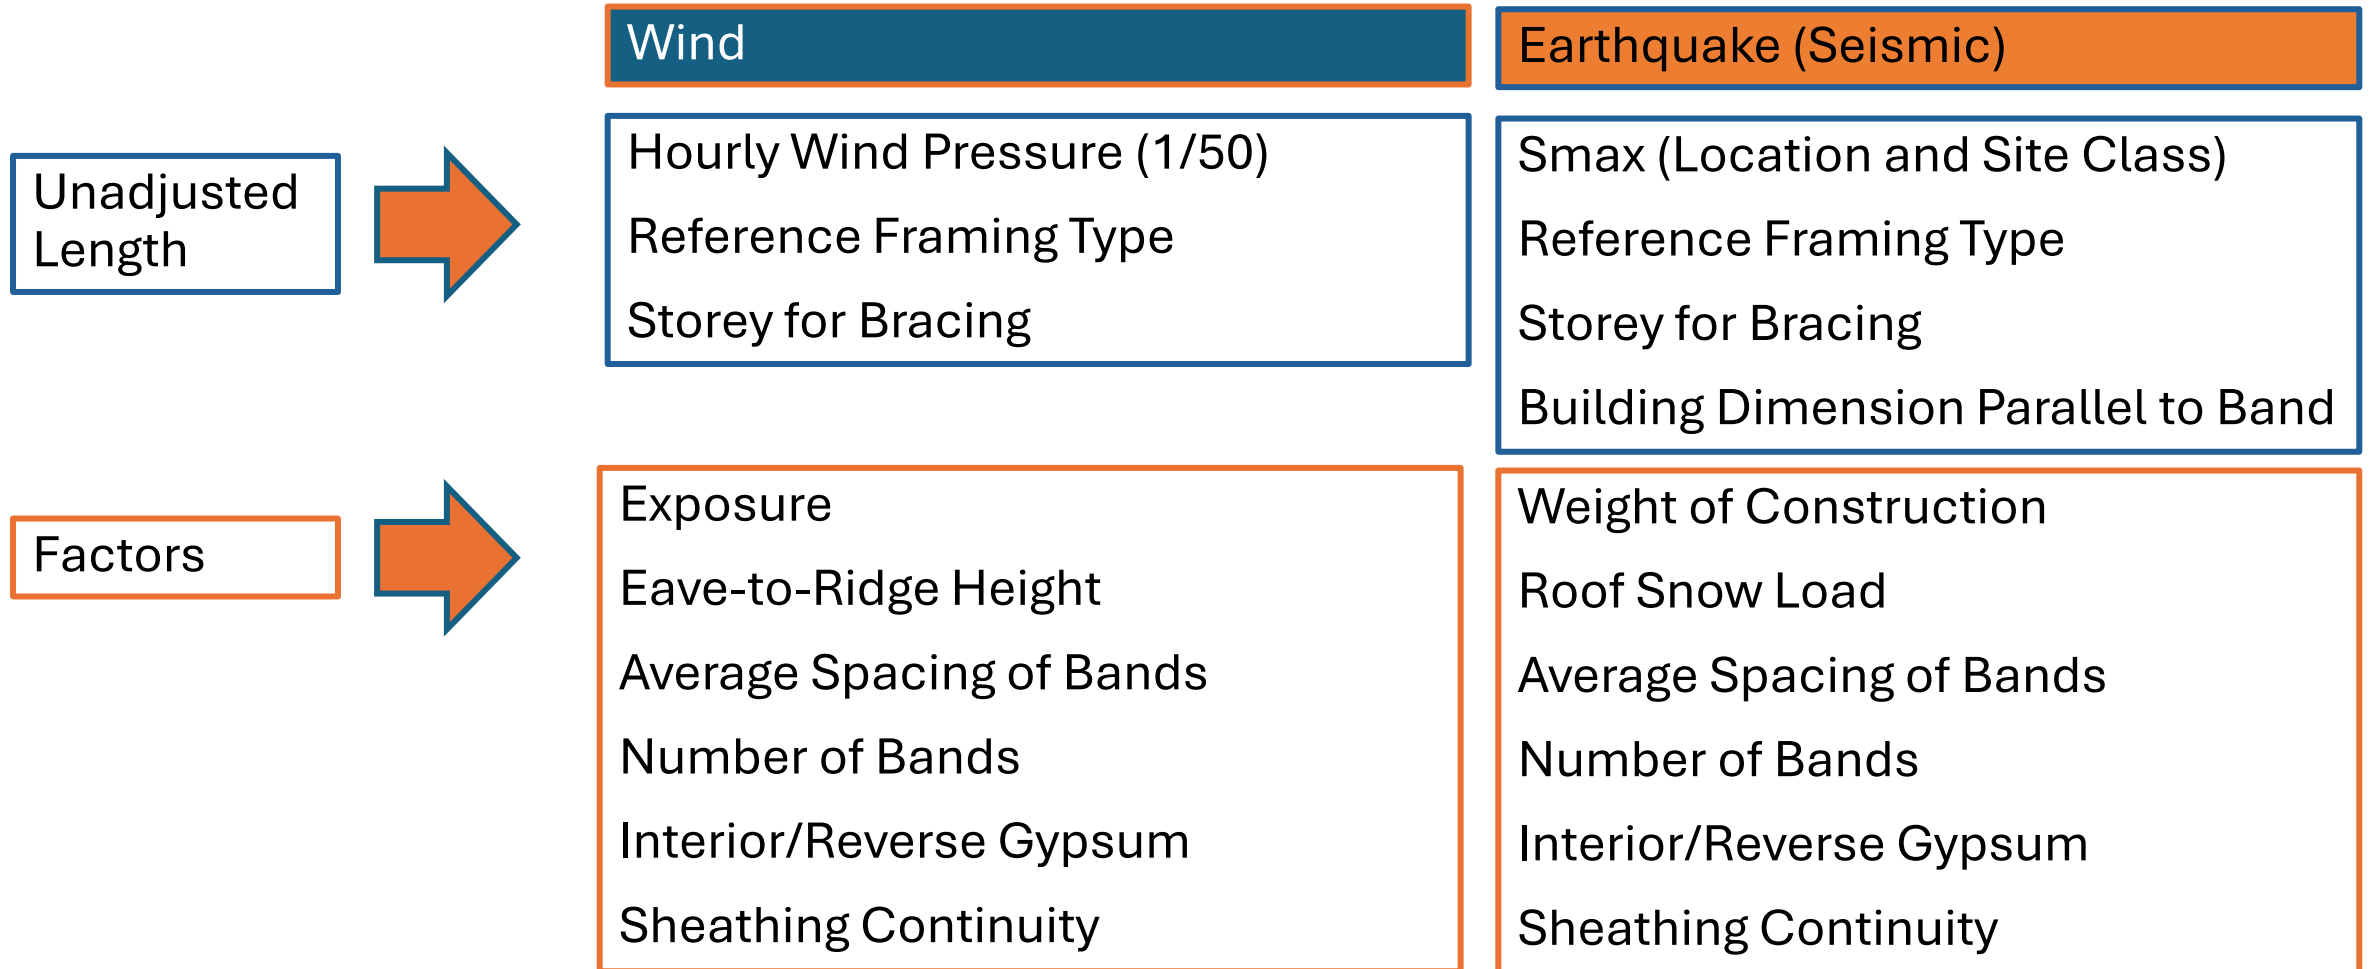 Wind
Earthquake (Seismic)
Unadjusted
Length
Hourly Wind Pressure (1/50)
Reference Framing Type
Storey for Bracing
Smax (Location and Site Class)
Reference Framing Type
Storey for Bracing
Building Dimension Parallel to Band
Factors
Exposure
Eave-to-Ridge Height
Average Spacing of Bands
Number of Bands
Interior/Reverse Gypsum
Sheathing Continuity
Weight of Construction
Roof Snow Load
Average Spacing of Bands
Number of Bands
Interior/Reverse Gypsum
Sheathing Continuity